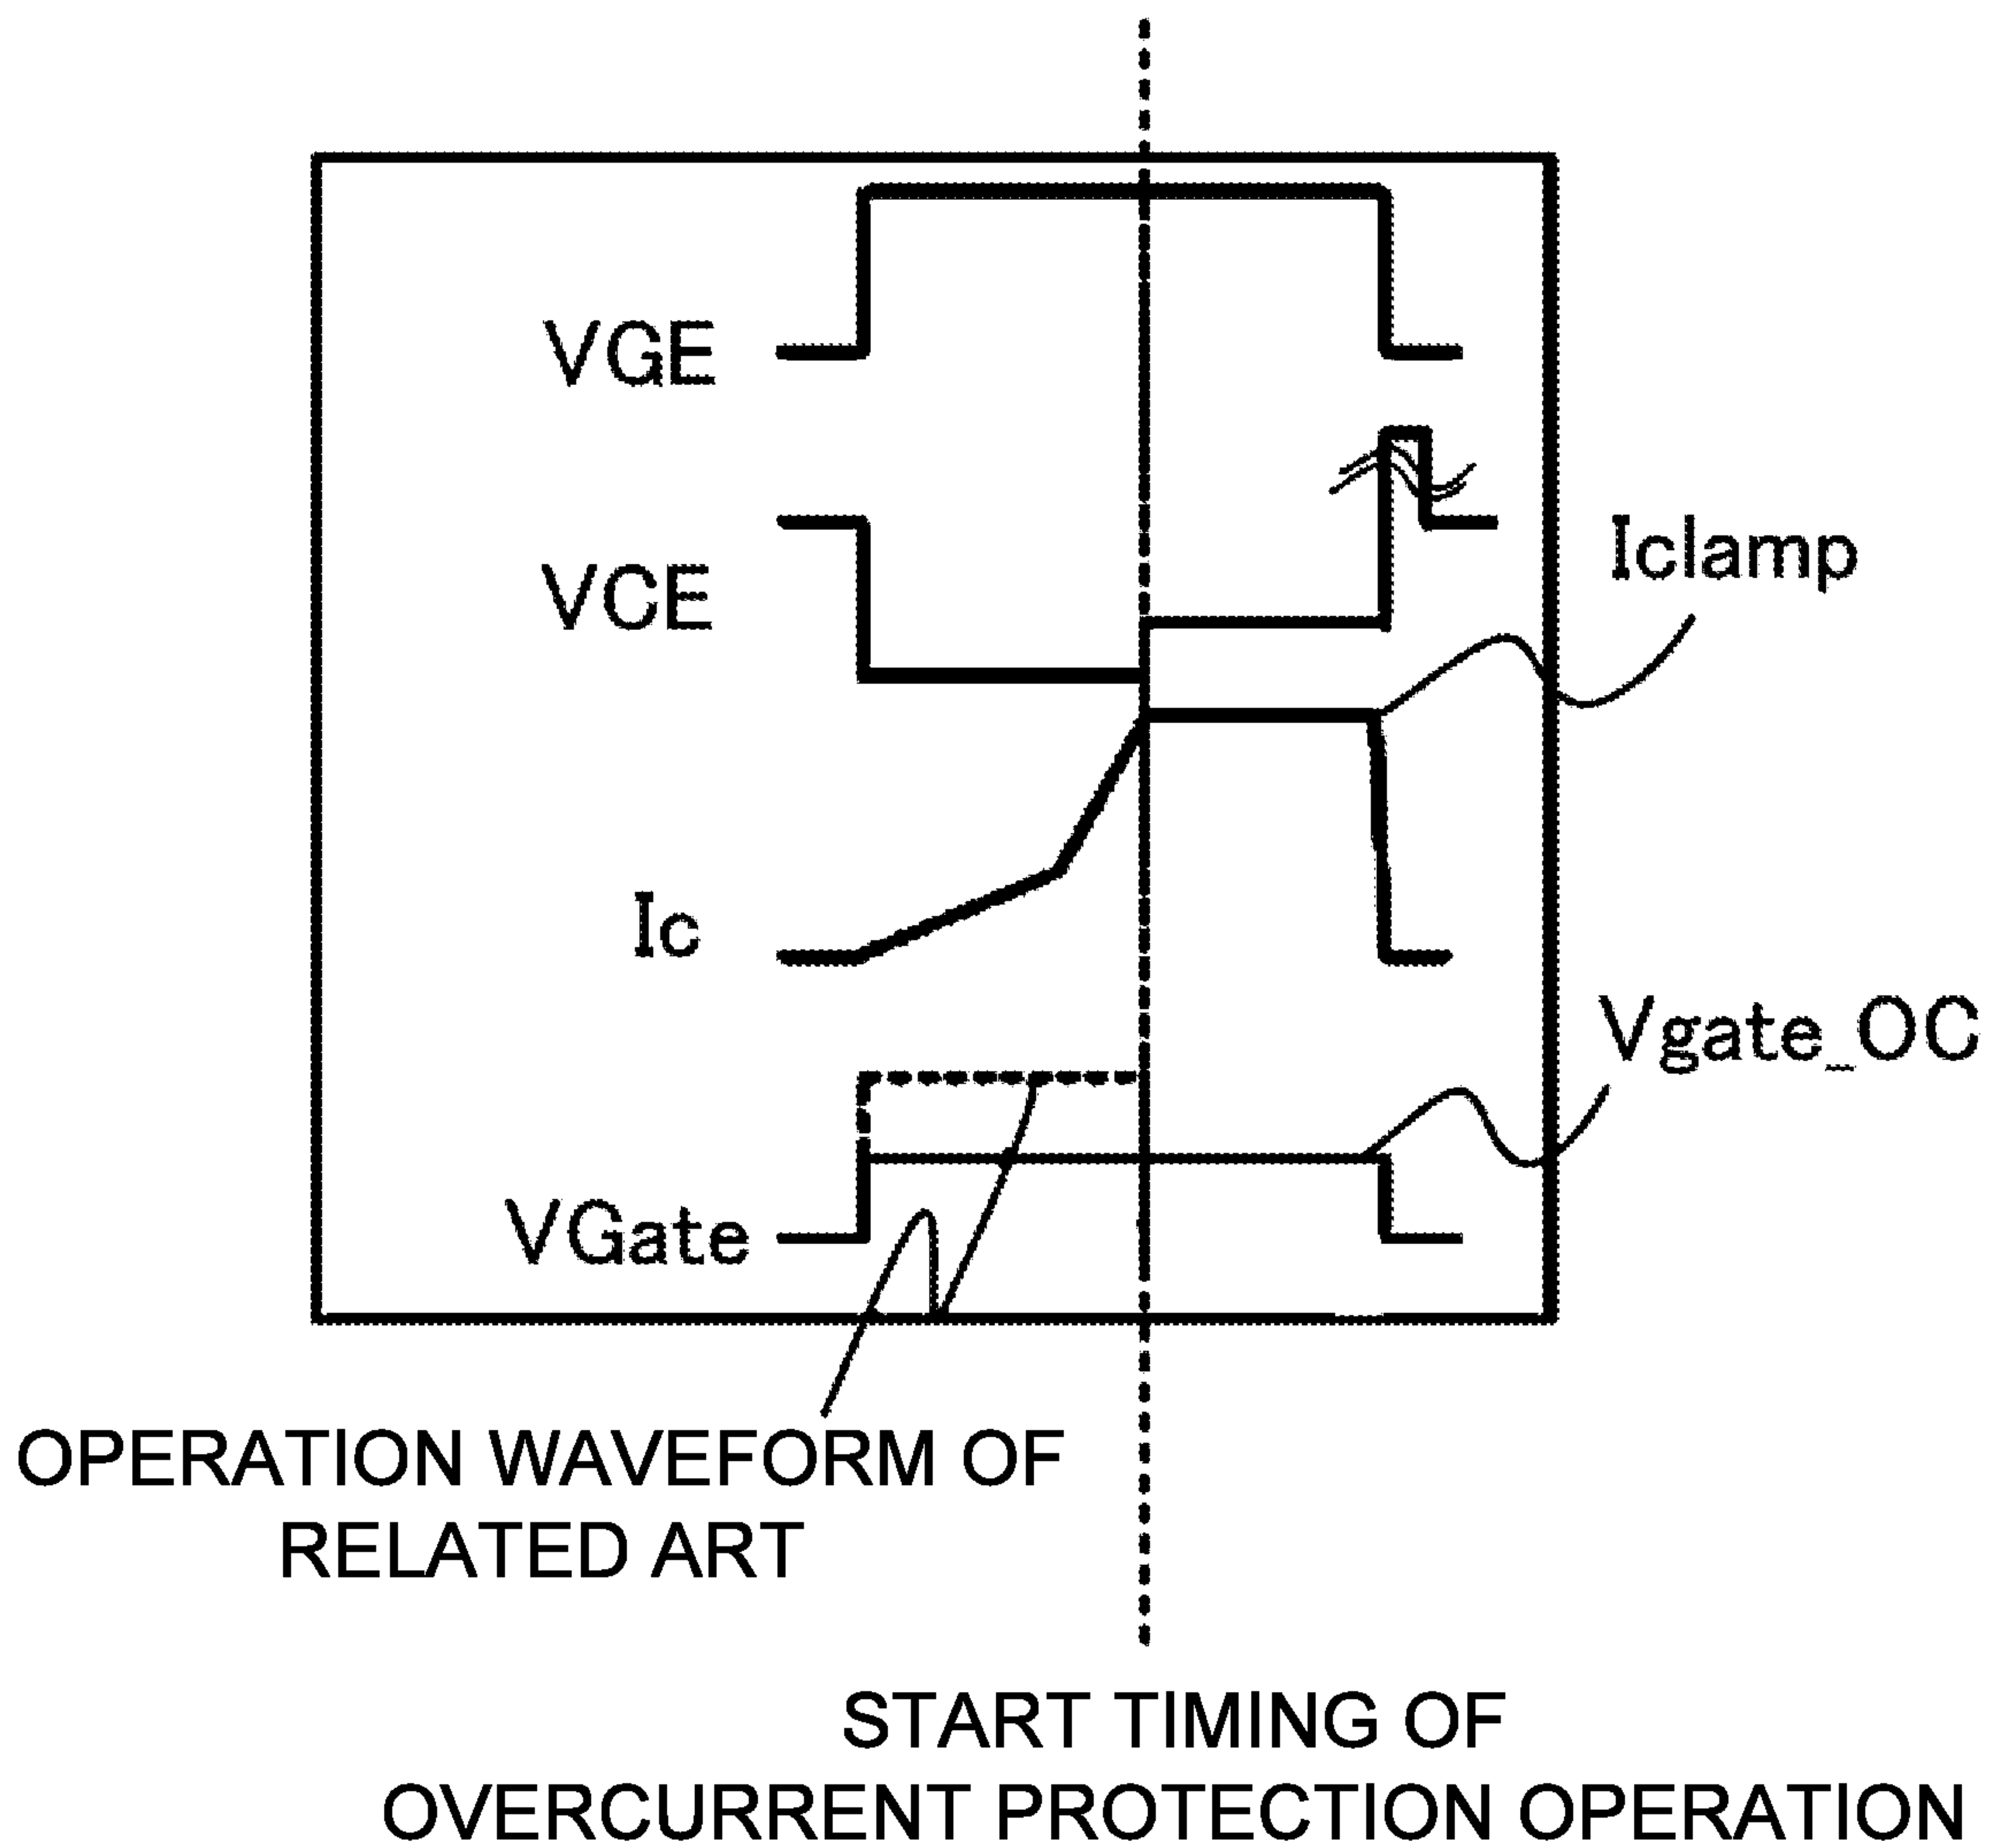 VGE
VCE
Iclamp
Ic
Vgate_OC
VGate
OPERATION WAVEFORM OF
RELATED ART
START TIMING OF
OVERCURRENT PROTECTION OPERATION